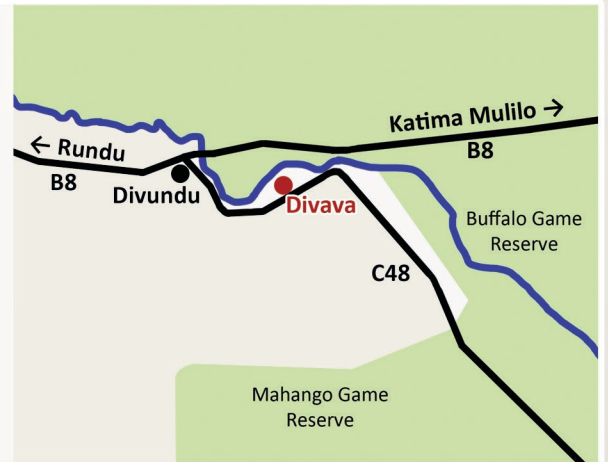 Katima Mulilo →
← Rundu
B8
B8
Divundu
Divava
Buffalo Game
Reserve
C48
Mahango Game
Reserve